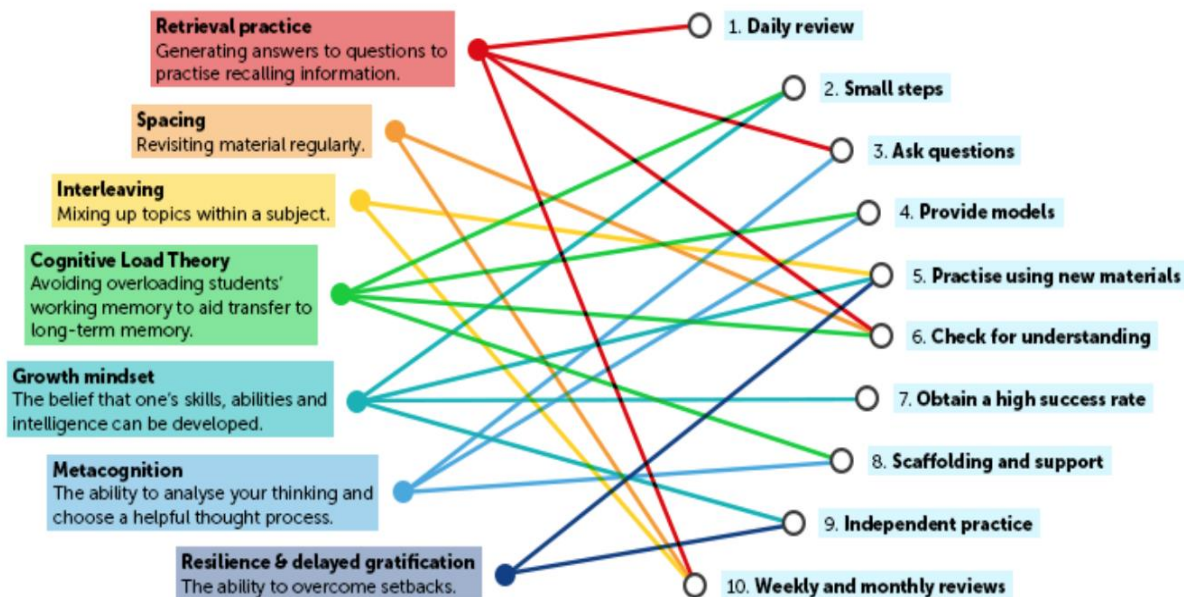 Retrieval practice
Generating answers to questions to
practise recalling information.
Spacing
Revisiting material regularly.
Interleaving
Mixing up topics within a subject.
Cognitive Load Theory
Avoiding overloading students'
working memory to aid transfer to
long-term memory.
Growth mindset
The belief that one's skills, abilities and
intelligence can be developed.
Metacognition
The ability to analyse your thinking and
choose a helpful thought process.
Resilience & delayed gratification
The ability to overcome setbacks.
1. Daily review
2. Small steps
3. Ask questions
4. Provide models
5. Practise using new materials
6. Check for understanding
7. Obtain a high success rate
8. Scaffolding and support
9. Independent practice
10. Weekly and monthly reviews